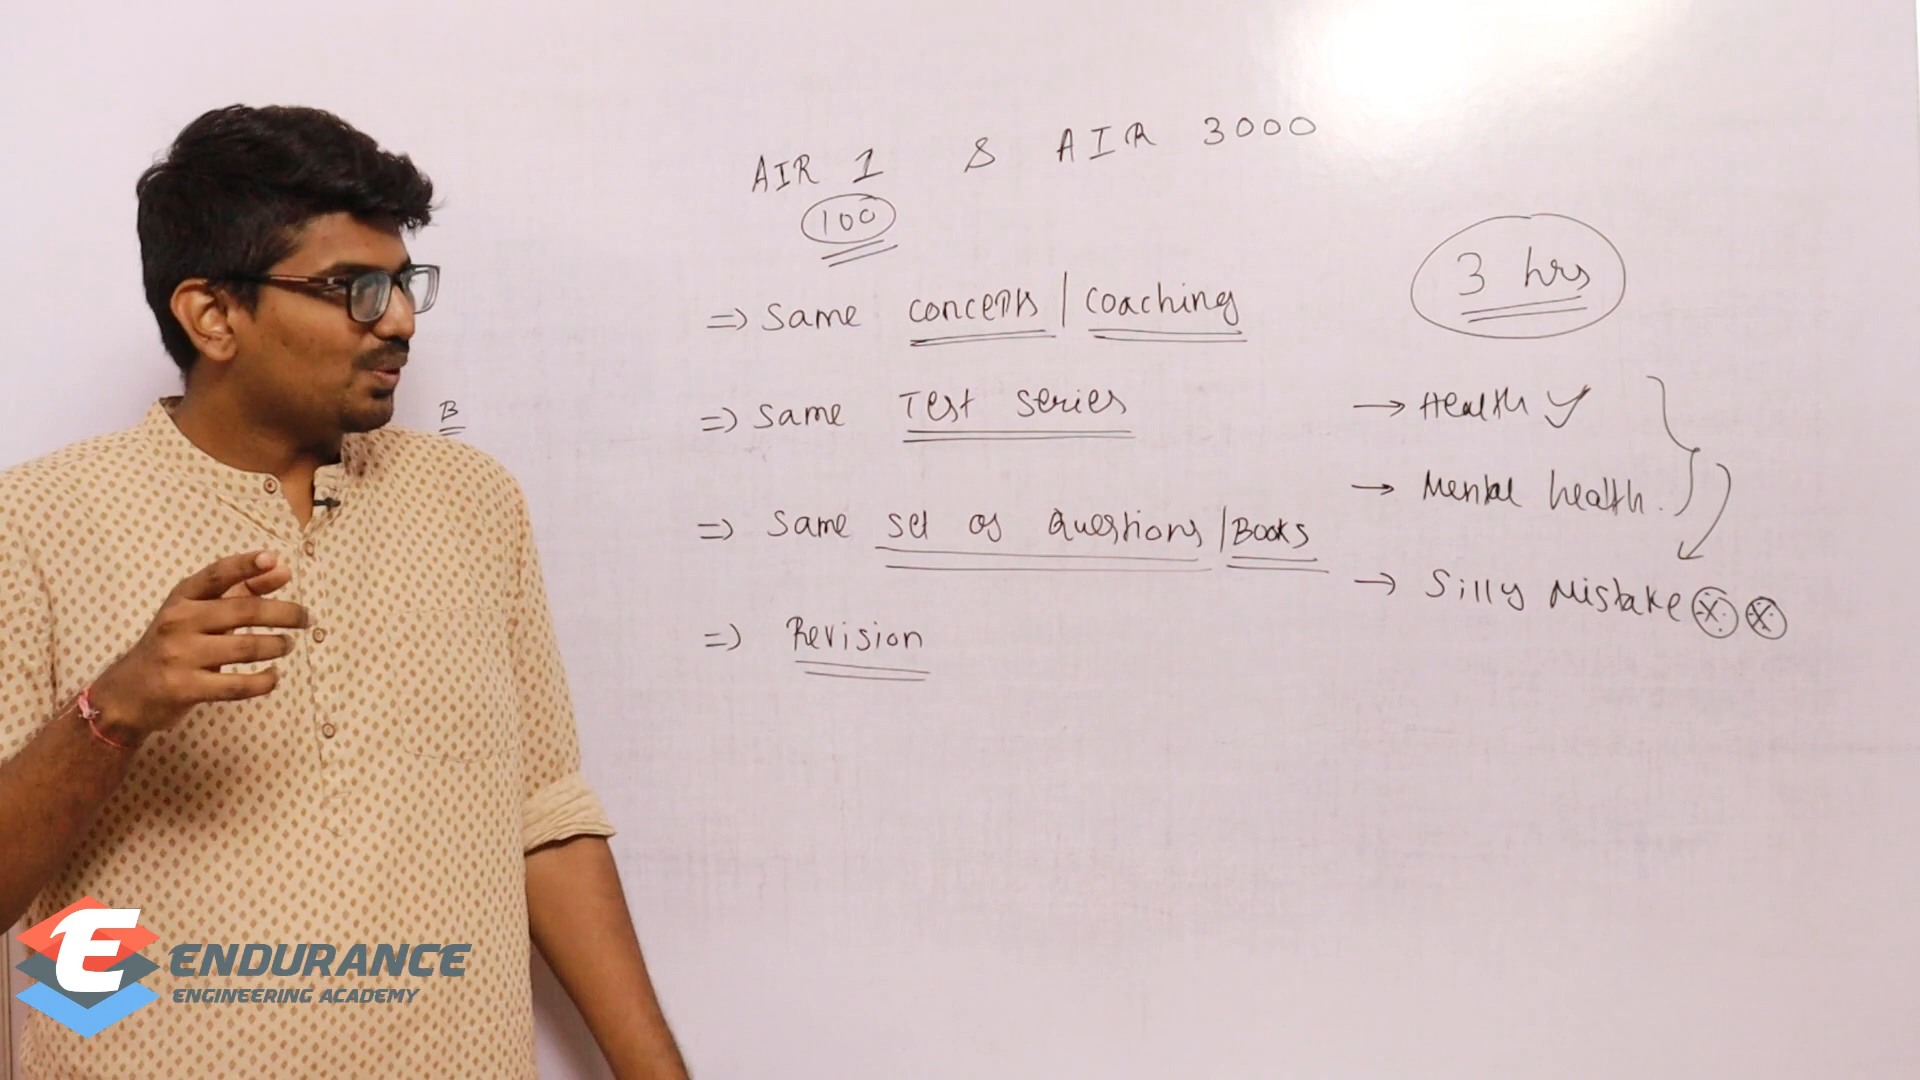 AIR 1 & AIR 3000
100
=> Same concepts | coaching
=> Same Test series
=> Same set of questions | Books
=> Revision
3 hrs
→ Health ✓
→ Mental health.
→ Silly Mistake
B
E
ENDURANCE
ENGINEERING ACADEMY